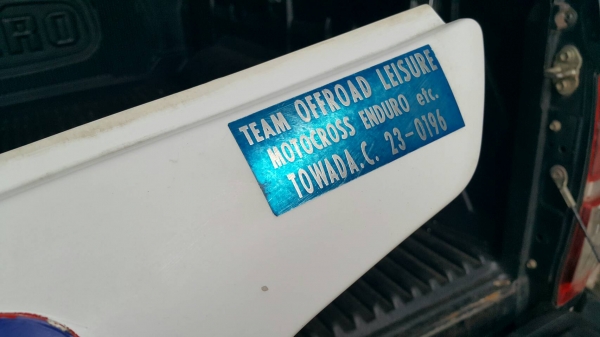 TEAM OFFROAD LEISURE
MOTOCROSS ENDURO etc.
TOWADA.C. 23-0196